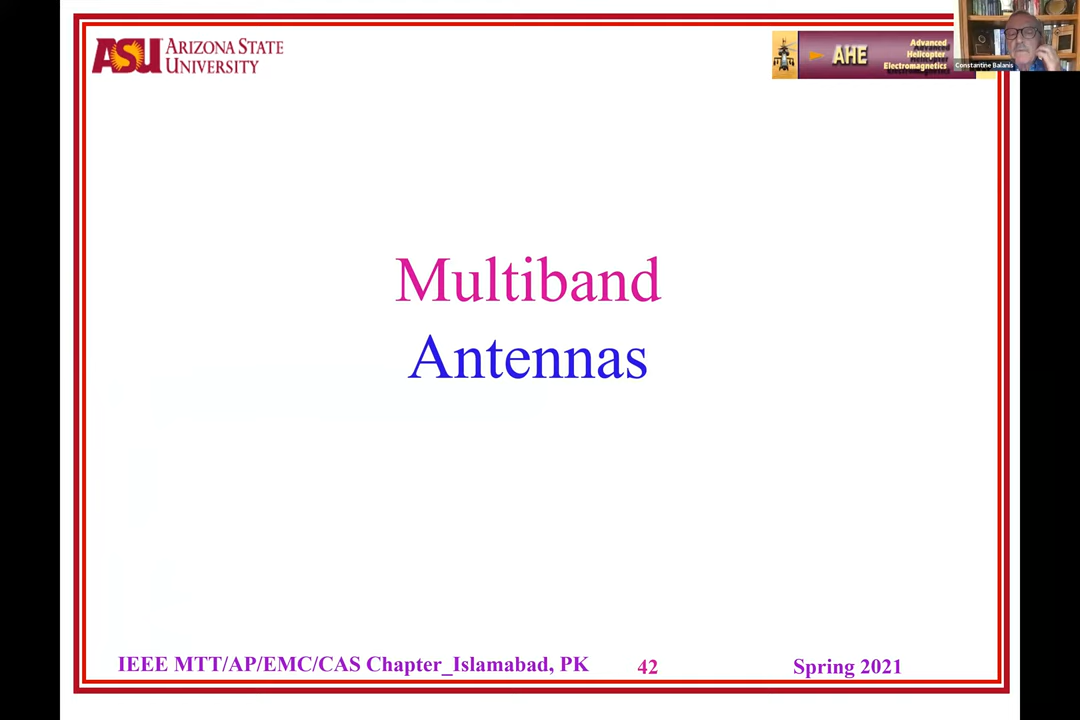 ASU ARIZONA STATE
UNIVERSITY
AHE
Advanced
Helicopter
Electromagnetics
Constantine Balanis
Multiband
Antennas
IEEE MTT/AP/EMC/CAS Chapter_Islamabad, PK
42
Spring 2021